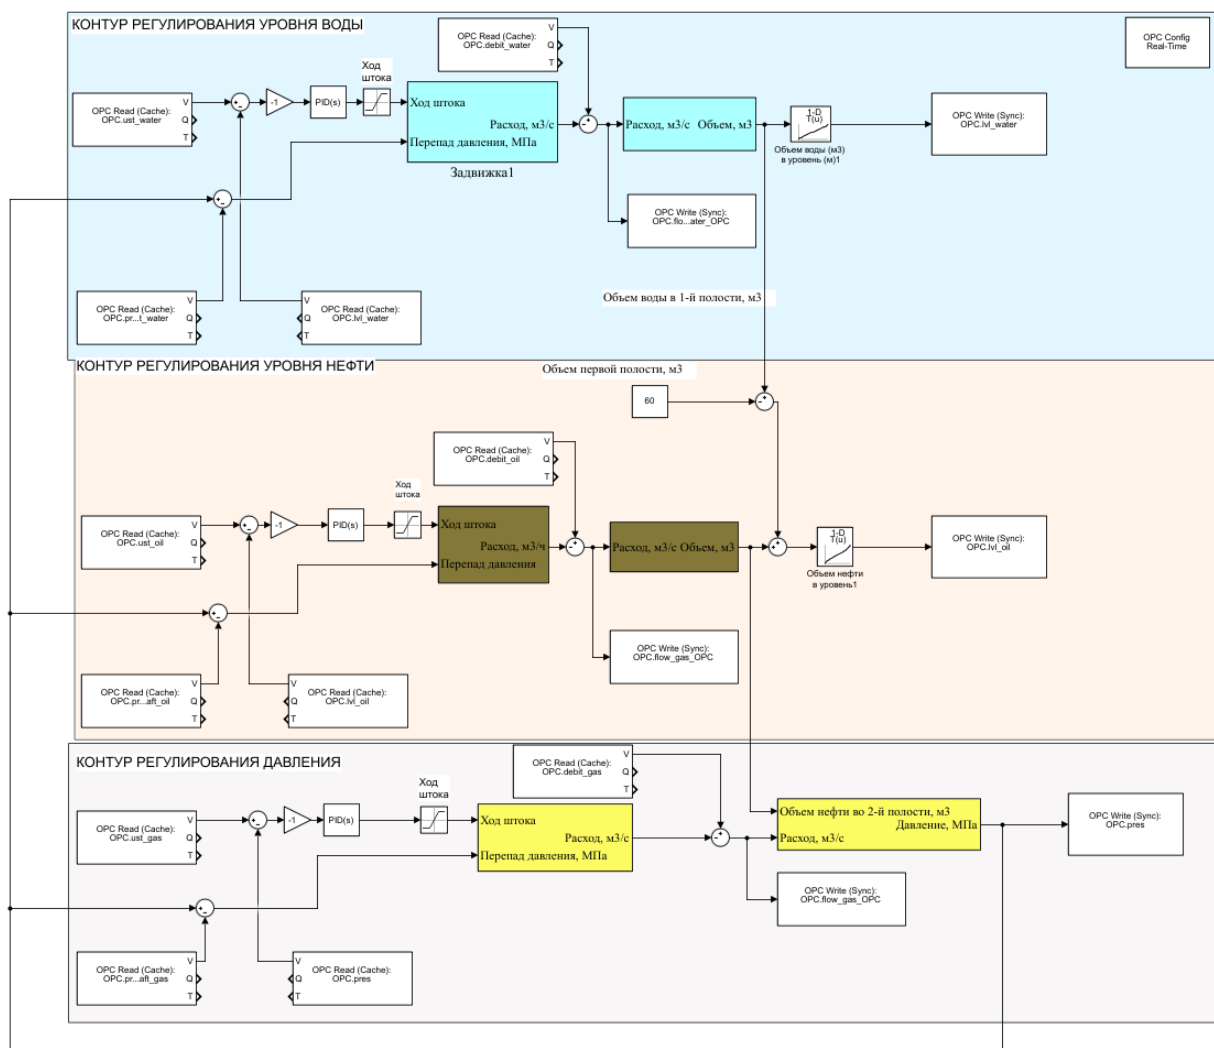 КОНТУР РЕГУЛИРОВАНИЯ УРОВНЯ ВОДЫ
OPC Read (Cache):
OPC.debit_water
V
Q
T
OPC Config
Real-Time
Ход
штока
OPC Read (Cache):
OPC.ust_water
V
Q
T
+
-
-1
PID(s)
Ход штока
Расход, м3/с
Перепад давления, МПа
Задвижка1
-
+
Расход, м3/с
Объем, м3
1-D
T(u)
Объем воды (м3)
в уровень (м)1
OPC Write (Sync):
OPC.lvl_water
+
-
OPC Write (Sync):
OPC.flo...ater_OPC
OPC Read (Cache):
OPC.pr...t_water
V
Q
T
V
Q
T
OPC Read (Cache):
OPC.lvl_water
Объем воды в 1-й полости, м3
КОНТУР РЕГУЛИРОВАНИЯ УРОВНЯ НЕФТИ
Объем первой полости, м3
60
-
+
OPC Read (Cache):
OPC.debit_oil
V
Q
T
Ход
штока
OPC Read (Cache):
OPC.ust_oil
V
Q
T
+
-
-1
PID(s)
Ход штока
Расход, м3/ч
Перепад давления
-
+
Расход, м3/с
Объем, м3
+
+
1-D
T(u)
Объем нефти
в уровень1
OPC Write (Sync):
OPC.lvl_oil
+
-
OPC Write (Sync):
OPC.flow_gas_OPC
OPC Read (Cache):
OPC.pr...aft_oil
V
Q
T
V
Q
T
OPC Read (Cache):
OPC.lvl_oil
КОНТУР РЕГУЛИРОВАНИЯ ДАВЛЕНИЯ
OPC Read (Cache):
OPC.debit_gas
V
Q
T
Ход
штока
OPC Read (Cache):
OPC.ust_gas
V
Q
T
+
-
-1
PID(s)
Ход штока
Расход, м3/с
Перепад давления, МПа
-
+
Объем нефти во 2-й полости, м3
Давление, МПа
Расход, м3/с
OPC Write (Sync):
OPC.pres
+
-
OPC Write (Sync):
OPC.flow_gas_OPC
OPC Read (Cache):
OPC.pr...aft_gas
V
Q
T
V
Q
T
OPC Read (Cache):
OPC.pres